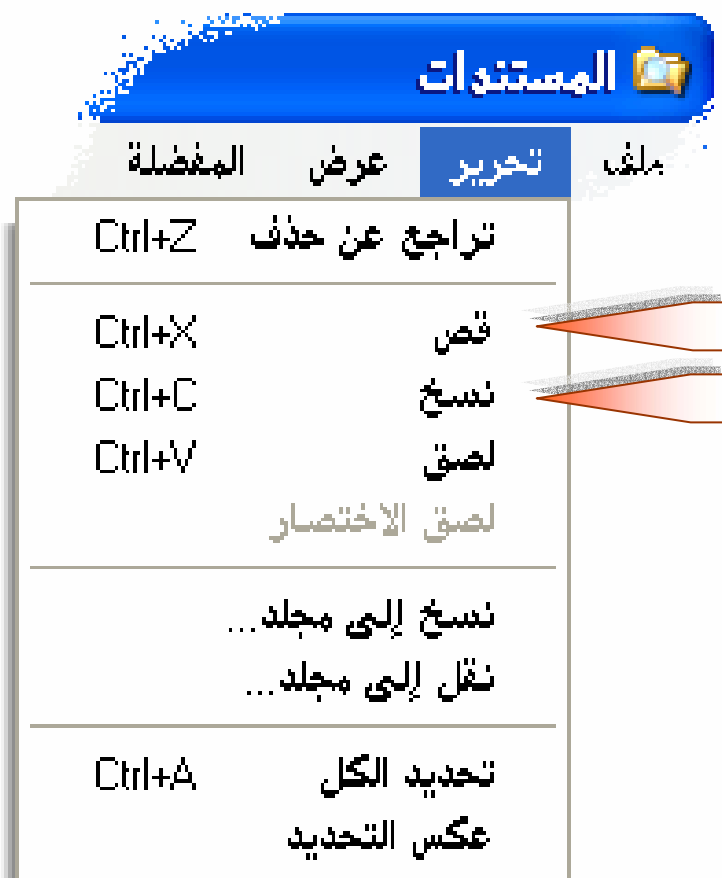 المستندات
ملف تحرير عرض المفضلة
تراجع عن حذف Ctrl+Z
قص Ctrl+X
نسخ Ctrl+C
لصق Ctrl+V
لصق الاختصار
نسخ إلى مجلد...
نقل إلى مجلد...
تحديد الكل Ctrl+A
عكس التحديد